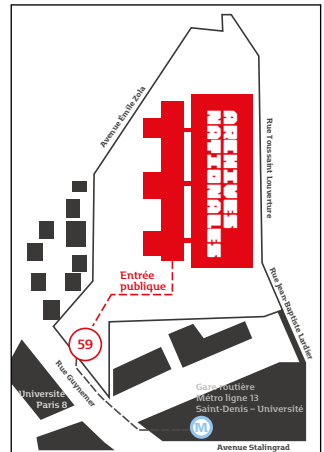 Avenue Émile Zola
ARCHIVES
NATIONALES
Rue Toussaint Louverture
Rue Jean-Baptiste Lardier
Entrée
publique
59
Rue Guynemer
Université
Paris 8
Gare routière
Métro ligne 13
Saint-Denis – Université
M
Avenue Stalingrad